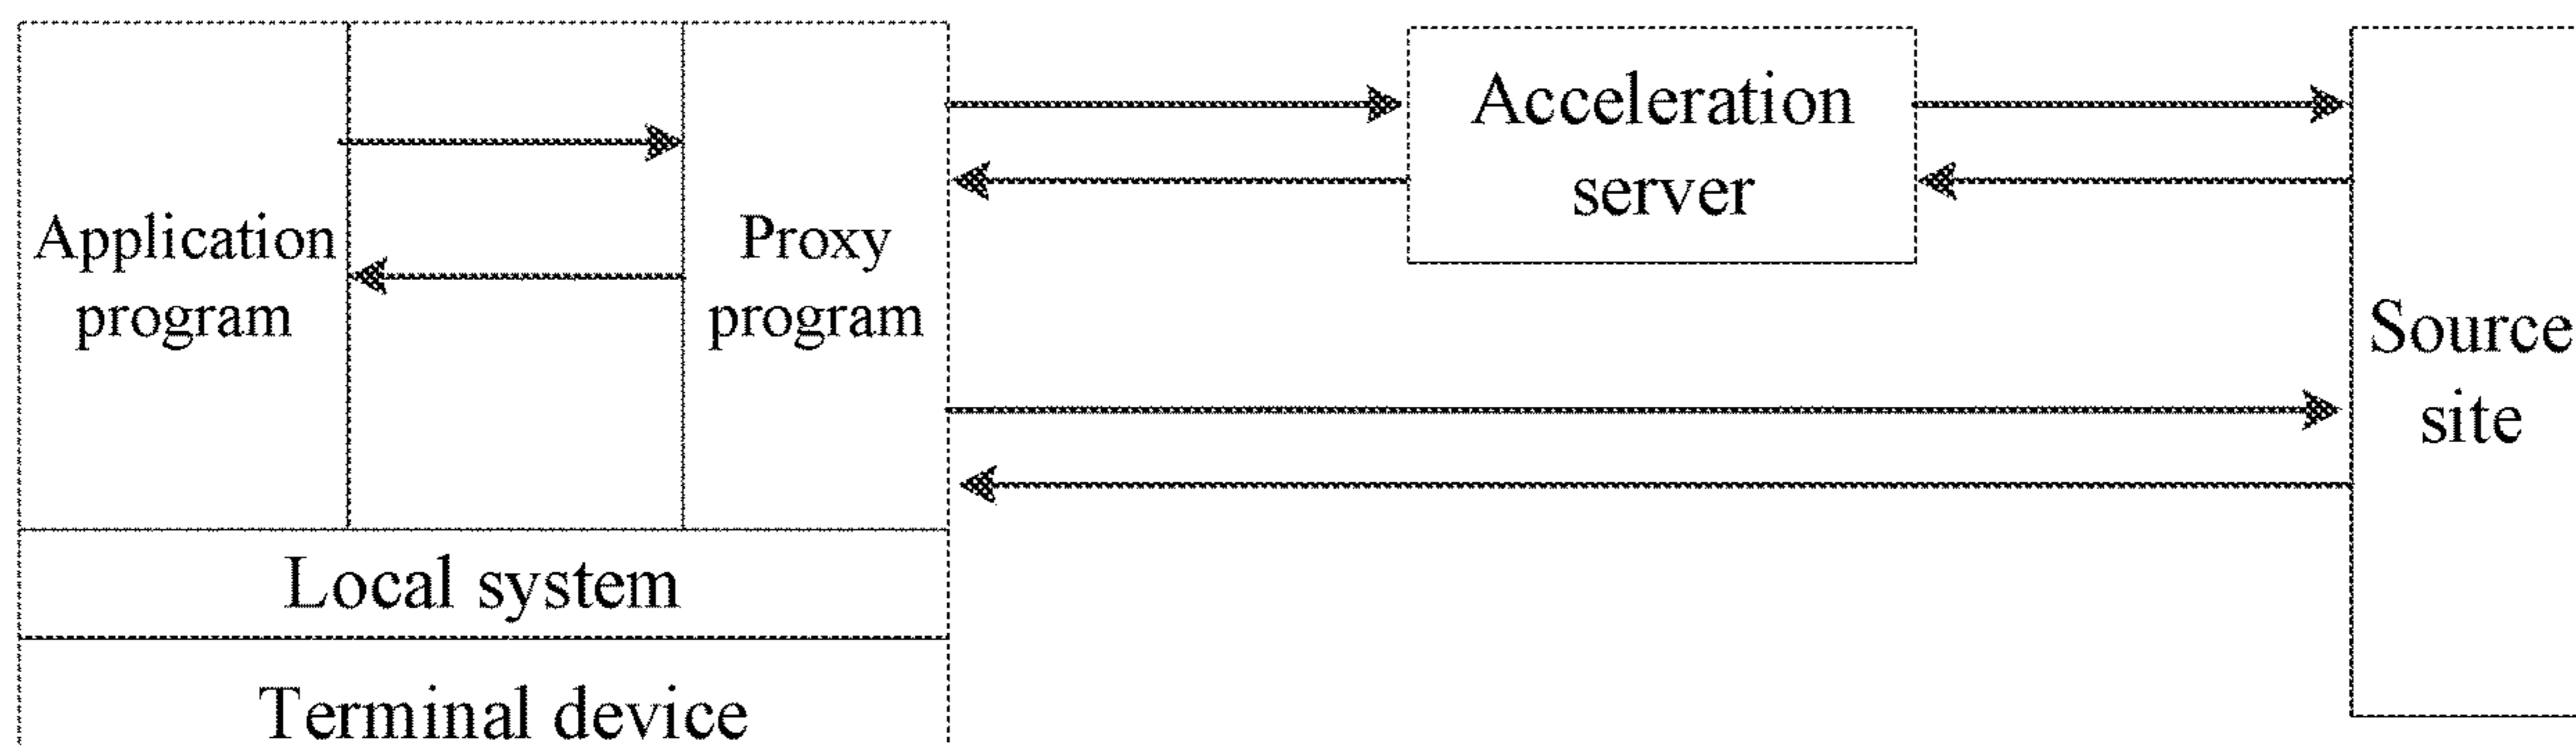 Application
program
Proxy
program
Acceleration
server
Source
site
Local system
Terminal device